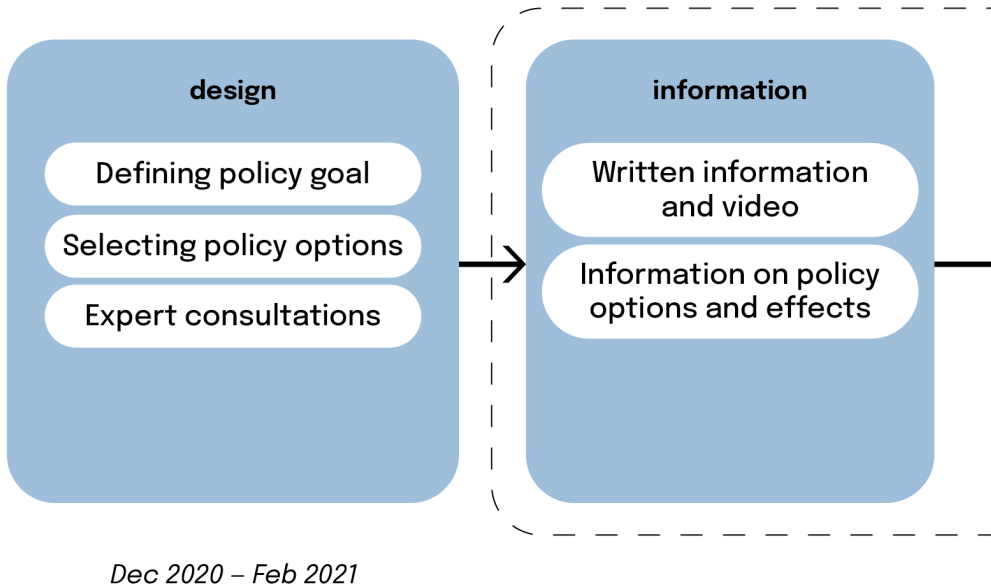 design
Defining policy goal
Selecting policy options
Expert consultations
Dec 2020 – Feb 2021
information
Written information
and video
Information on policy
options and effects